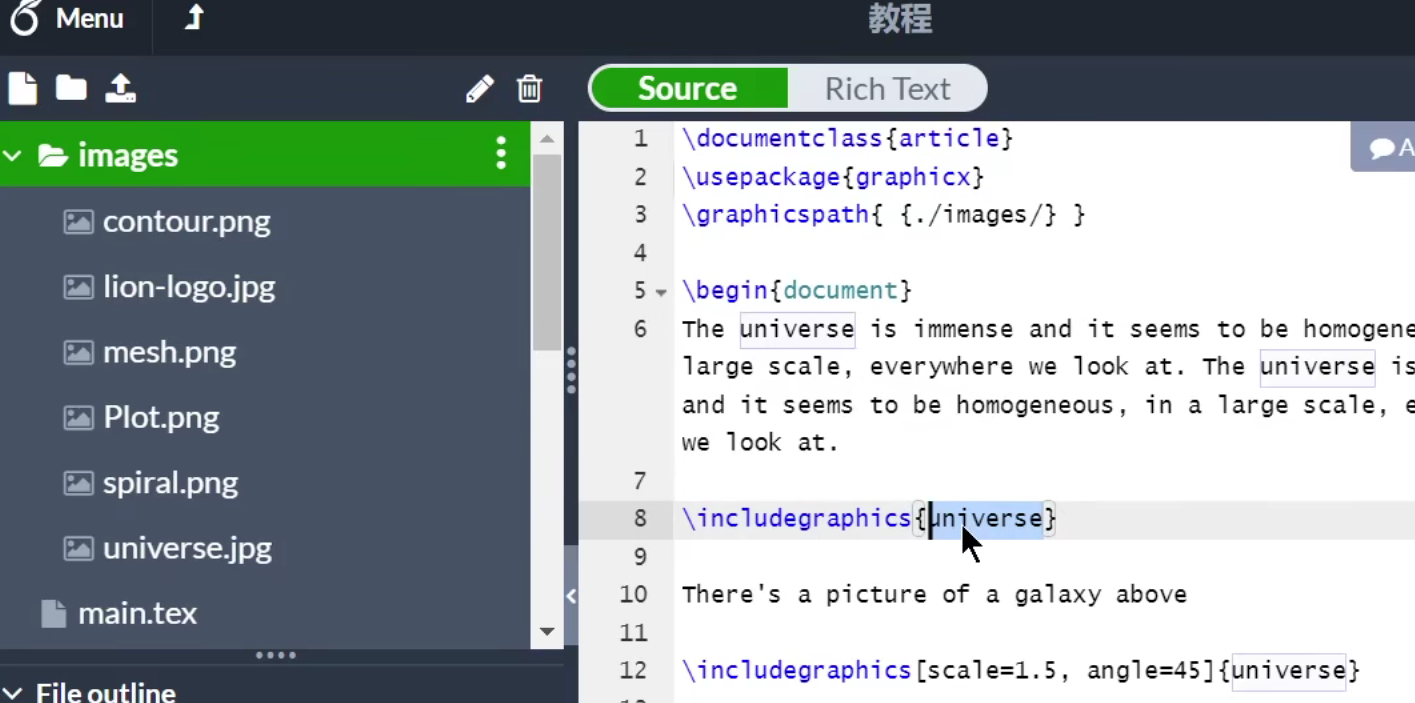 Menu
教程
Source
Rich Text
images
contour.png
lion-logo.jpg
mesh.png
Plot.png
spiral.png
universe.jpg
main.tex
File outline
1 \documentclass{article}
2 \usepackage{graphicx}
3 \graphicspath{ {./images/} }
4
5 \begin{document}
6 The universe is immense and it seems to be homogene
large scale, everywhere we look at. The universe is
and it seems to be homogeneous, in a large scale, e
we look at.
7
8 \includegraphics{universe}
9
10 There's a picture of a galaxy above
11
12 \includegraphics[scale=1.5, angle=45]{universe}
A